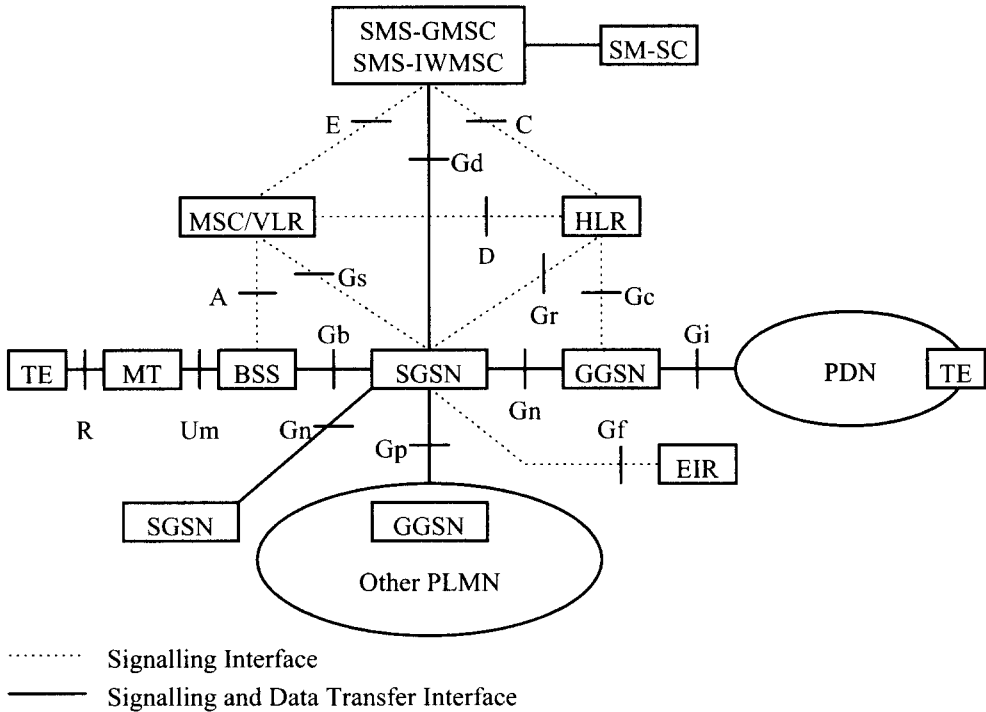 SMS-GMSC
SMS-IWMSC
SM-SC
E
C
Gd
MSC/VLR
HLR
D
Gs
A
Gr
Gc
Gb
Gi
TE
MT
BSS
SGSN
GGSN
PDN
TE
R
Um
Gn
Gn
Gp
Gf
EIR
SGSN
GGSN
Other PLMN
Signalling Interface
Signalling and Data Transfer Interface